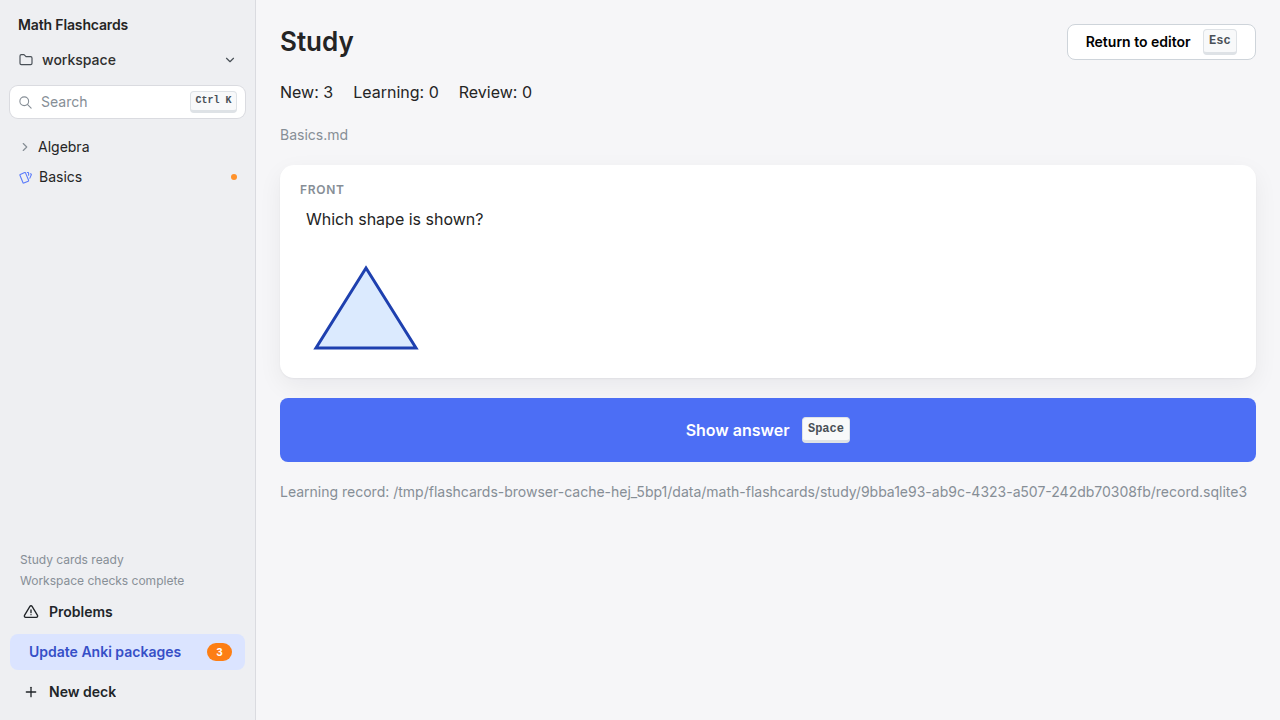 Math Flashcards
workspace
Search Ctrl K
Algebra
Basics
Study cards ready
Workspace checks complete
Problems
Update Anki packages 3
New deck
Study
Return to editor Esc
New: 3 Learning: 0 Review: 0
Basics.md
FRONT
Which shape is shown?
Show answer Space
Learning record: /tmp/flashcards-browser-cache-hej_5bp1/data/math-flashcards/study/9bba1e93-ab9c-4323-a507-242db70308fb/record.sqlite3